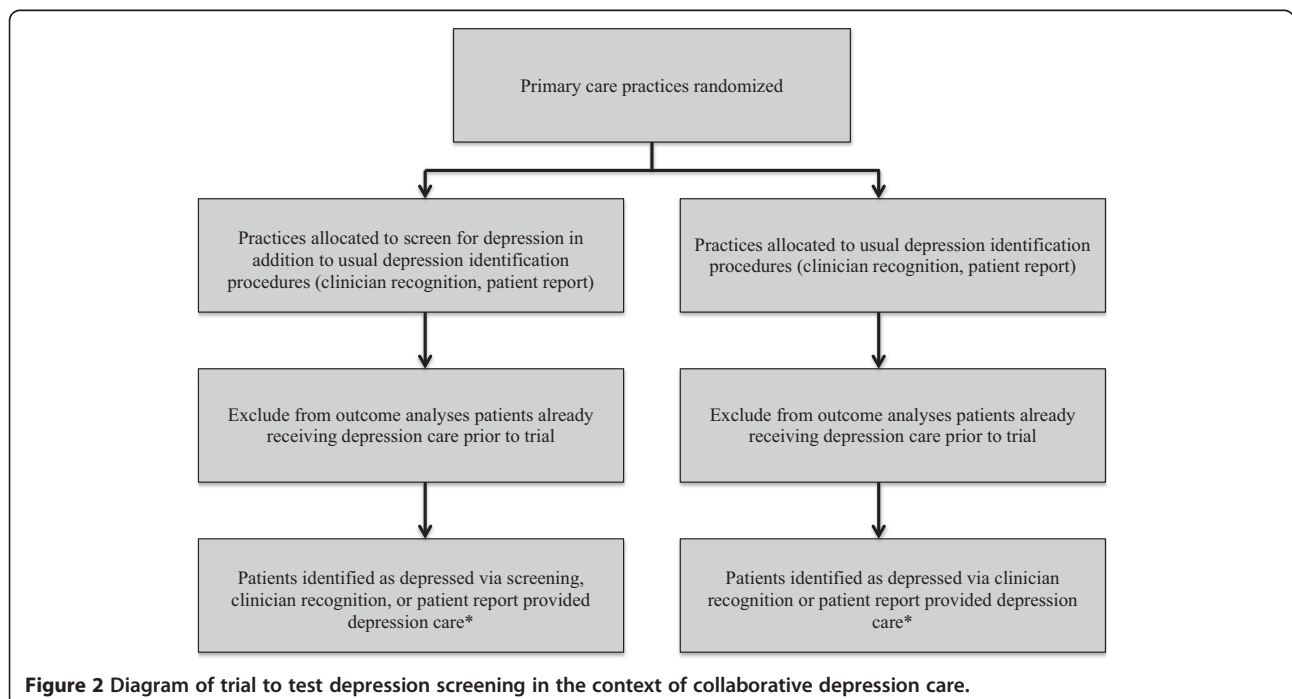 Primary care practices randomized
Practices allocated to screen for depression in
addition to usual depression identification
procedures (clinician recognition, patient report)
Practices allocated to usual depression identification
procedures (clinician recognition, patient report)
Exclude from outcome analyses patients already
receiving depression care prior to trial
Exclude from outcome analyses patients already
receiving depression care prior to trial
Patients identified as depressed via screening,
clinician recognition, or patient report provided
depression care*
Patients identified as depressed via clinician
recognition or patient report provided depression
care*
Figure 2 Diagram of trial to test depression screening in the context of collaborative depression care.